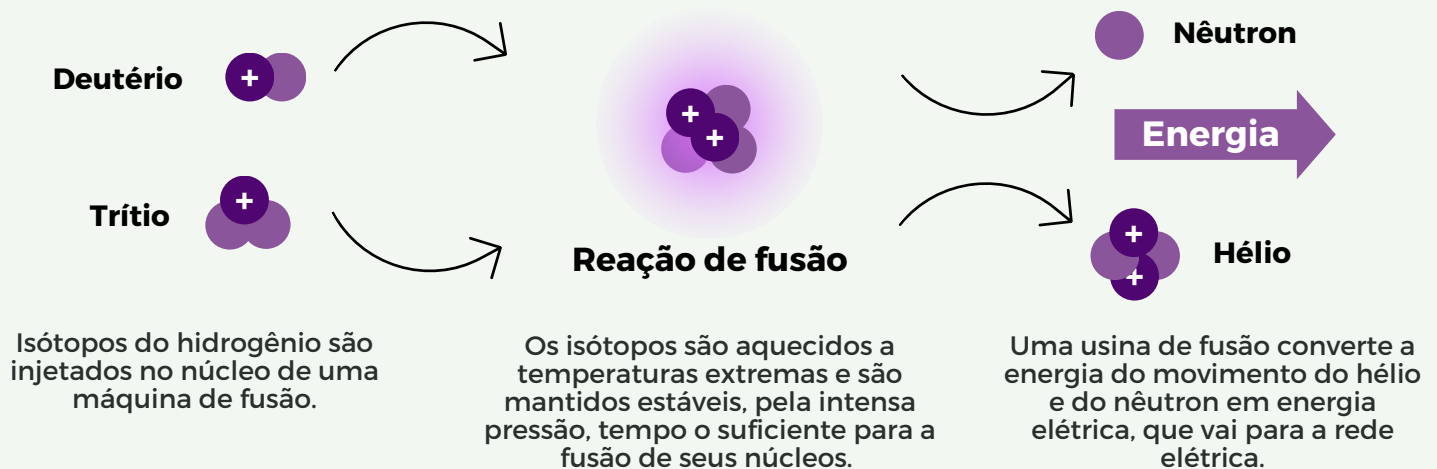 Deutério
+
Trítio
+
+
+
Reação de fusão
Nêutron
Energia
+
+
Hélio
Isótopos do hidrogênio são
injetados no núcleo de uma
máquina de fusão.
Os isótopos são aquecidos a
temperaturas extremas e são
mantidos estáveis, pela intensa
pressão, tempo o suficiente para a
fusão de seus núcleos.
Uma usina de fusão converte a
energia do movimento do hélio
e do nêutron em energia
elétrica, que vai para a rede
elétrica.